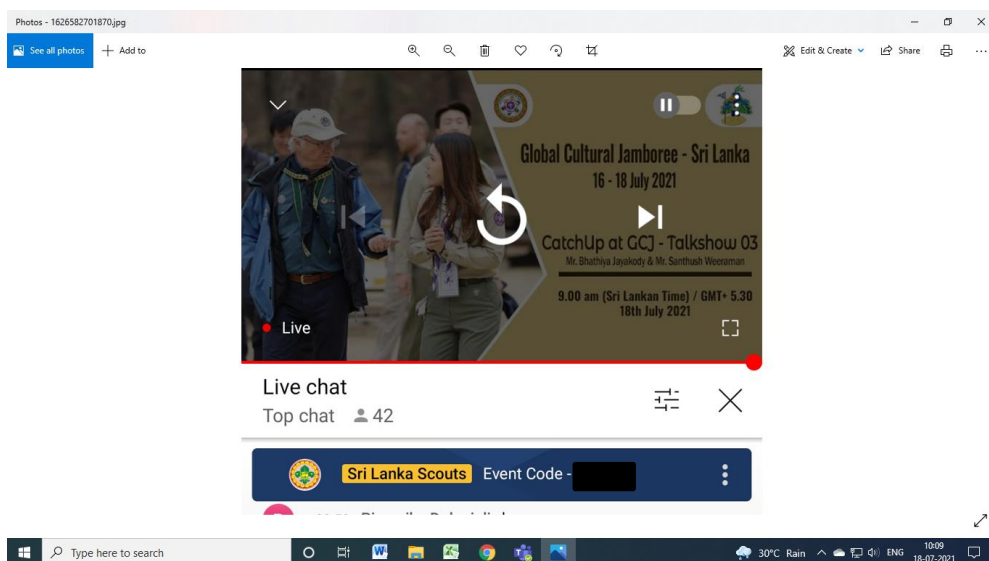 Photos - 1626582701870.jpg
See all photos
Add to
Edit & Create
Share
Global Cultural Jamboree - Sri Lanka
16 - 18 July 2021
CatchUp at GCJ - Talkshow 03
Mr. Bhathiya Jayakody & Mr. Santhush Weeraman
9.00 am (Sri Lankan Time) / GMT+ 5.30
18th July 2021
Live
Live chat
Top chat 42
Sri Lanka Scouts Event Code -
Type here to search
30°C Rain
ENG
10:09
18-07-2021